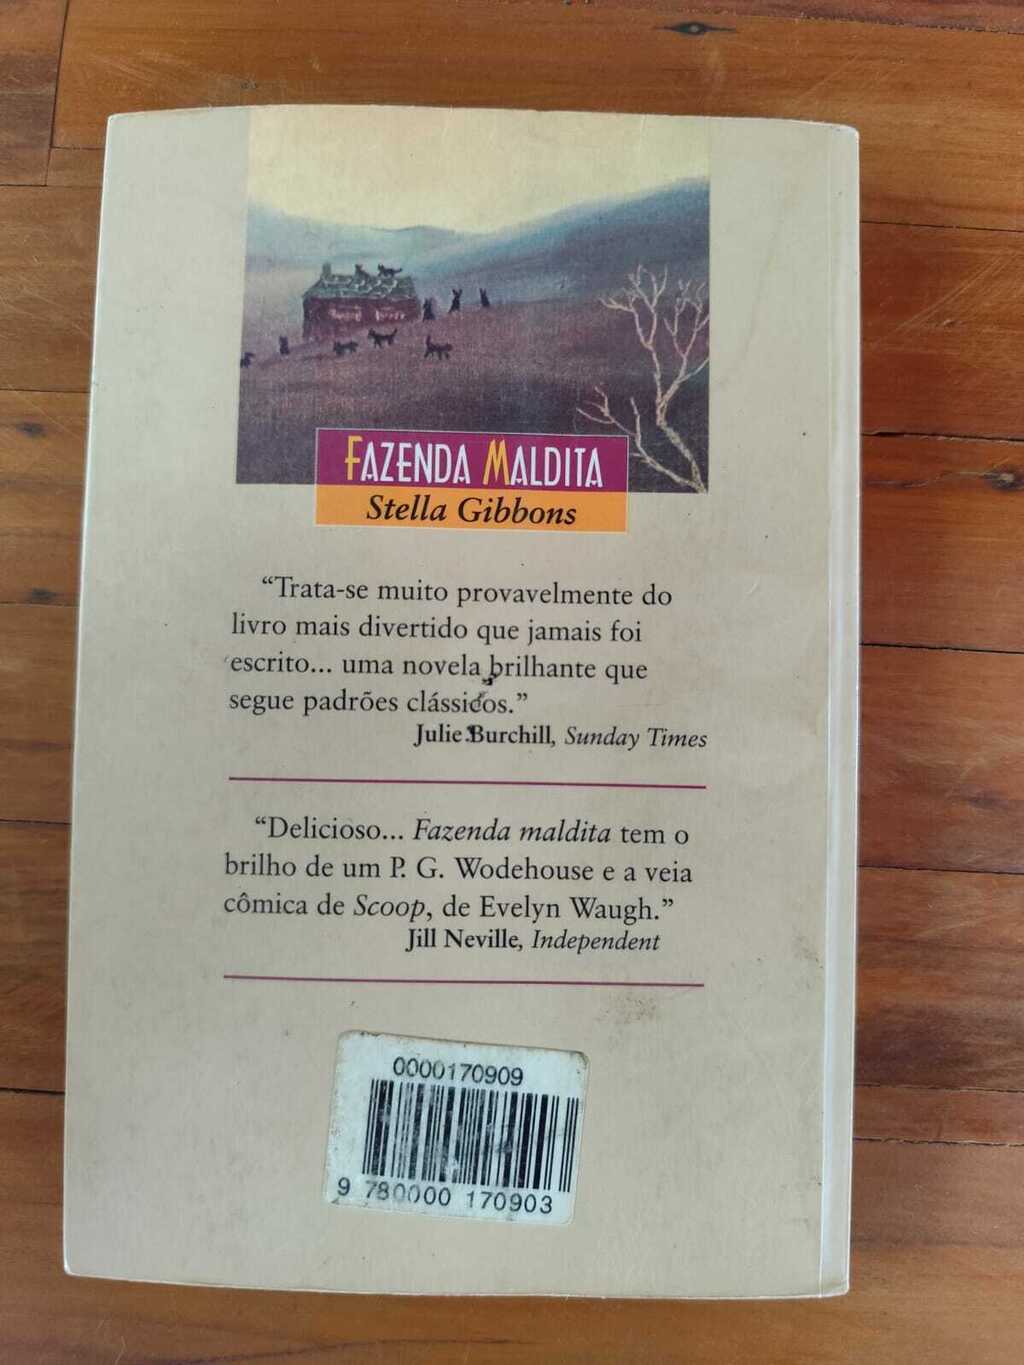 FAZENDA MALDITA
Stella Gibbons
“Trata-se muito provavelmente do
livro mais divertido que jamais foi
escrito... uma novela brilhante que
segue padrões clássicos.”
Julie Burchill, Sunday Times
“Delicioso... Fazenda maldita tem o
brilho de um P. G. Wodehouse e a veia
cômica de Scoop, de Evelyn Waugh.”
Jill Neville, Independent
0000170909
9 780000 170903